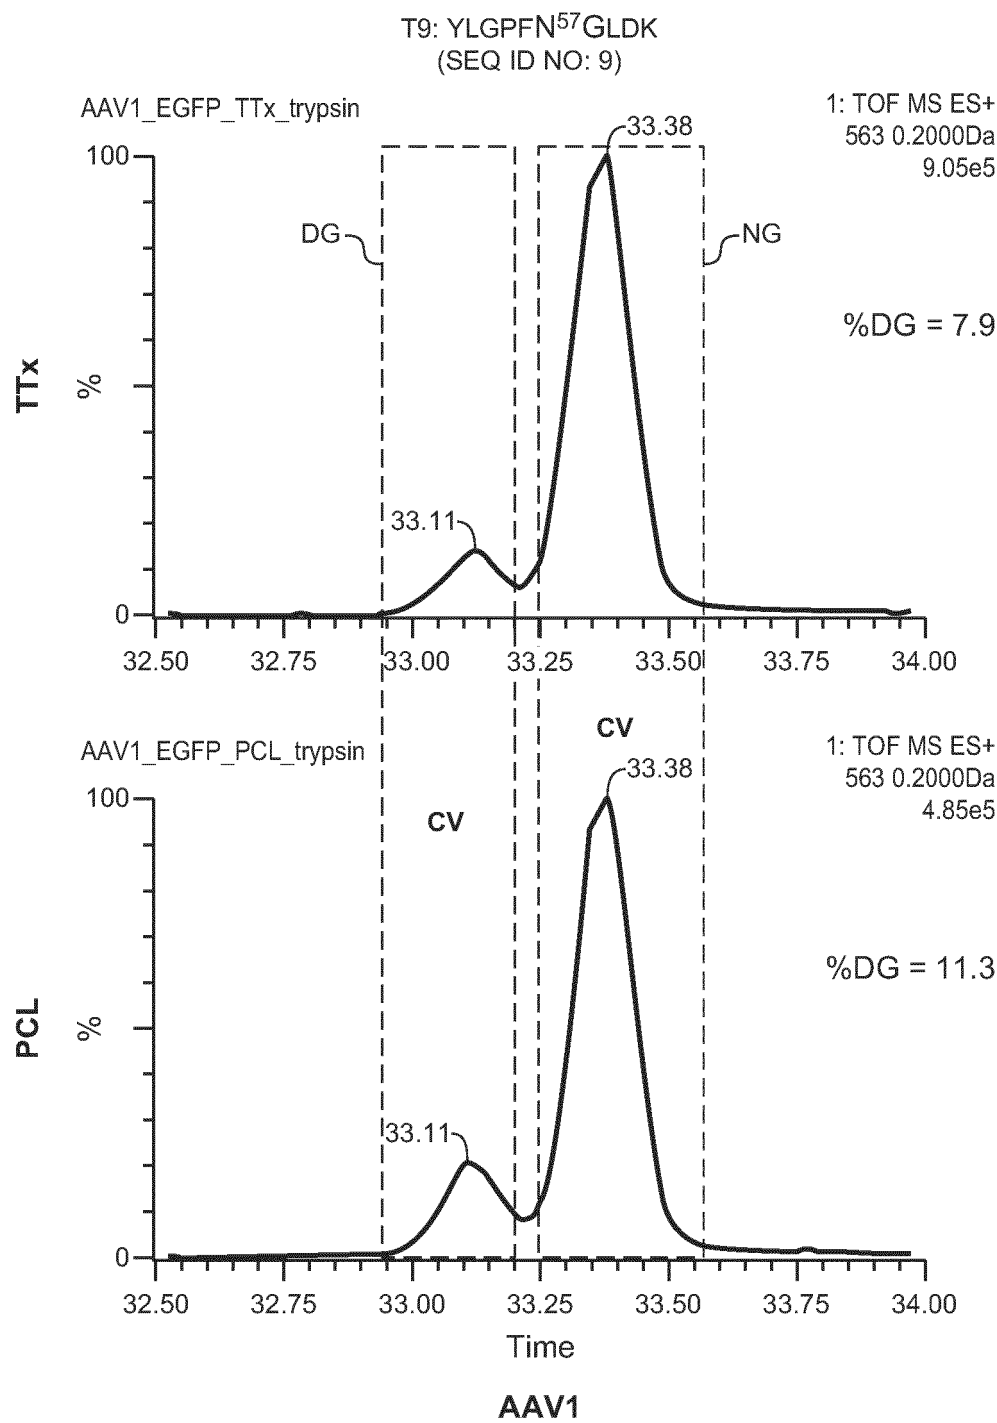 T9: YLGPFN57GLDK
(SEQ ID NO: 9)
AAV1_EGFP_TTx_trypsin
1: TOF MS ES+
563 0.2000Da
9.05e5
33.38
100
DG
NG
%DG = 7.9
TTx
%
33.11
0
32.50 32.75 33.00 33.25 33.50 33.75 34.00
AAV1_EGFP_PCL_trypsin
CV
1: TOF MS ES+
563 0.2000Da
4.85e5
33.38
100
CV
%DG = 11.3
PCL
%
33.11
0
32.50 32.75 33.00 33.25 33.50 33.75 34.00
Time
AAV1